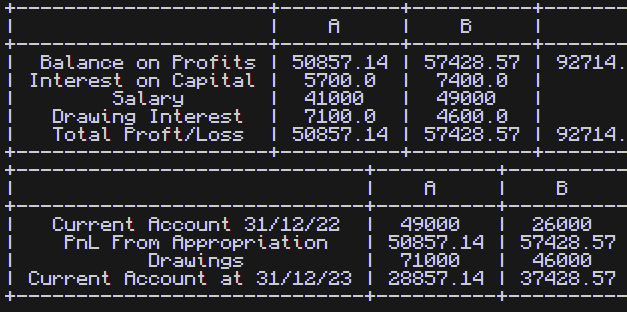 A B
Balance on Profits | 50857.14 | 57428.57 | 92714.
Interest on Capital | 5700.0 | 7400.0 |
Salary | 41000 | 49000 |
Drawing Interest | 7100.0 | 4600.0 |
Total Proft/Loss | 50857.14 | 57428.57 | 92714.
A B
Current Account 31/12/22 | 49000 | 26000
PnL From Appropriation | 50857.14 | 57428.57
Drawings | 71000 | 46000
Current Account at 31/12/23 | 28857.14 | 37428.57